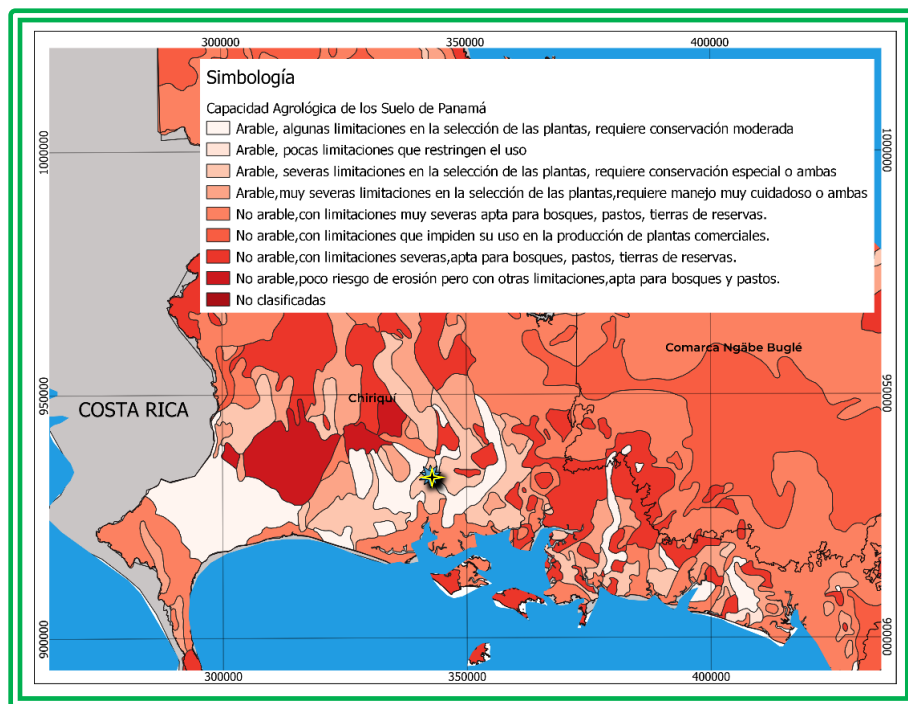 300000 350000 400000
Simbología
Capacidad Agrológica de los Suelo de Panamá
Arable, algunas limitaciones en la selección de las plantas, requiere conservación moderada
Arable, pocas limitaciones que restringen el uso
Arable, severas limitaciones en la selección de las plantas, requiere conservación especial o ambas
Arable,muy severas limitaciones en la selección de las plantas,requiere manejo muy cuidadoso o ambas
No arable,con limitaciones muy severas apta para bosques, pastos, tierras de reservas.
No arable,con limitaciones que impiden su uso en la producción de plantas comerciales.
No arable,con limitaciones severas,apta para bosques, pastos, tierras de reservas.
No arable,poco riesgo de erosión pero con otras limitaciones,apta para bosques y pastos.
No clasificadas
1000000 1000000
Comarca Ngäbe Buglé
950000 950000
Chiriquí
COSTA RICA
900000 900000
300000 350000 400000